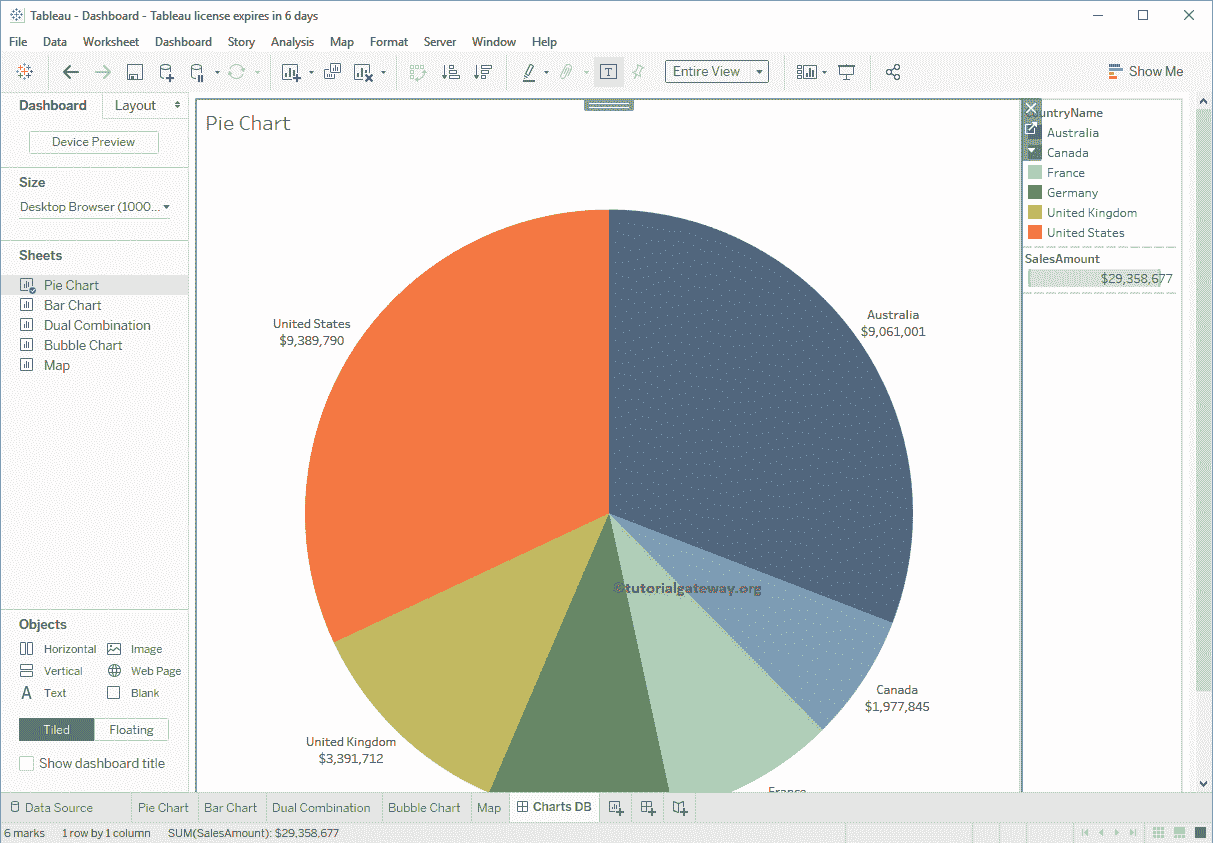 Tableau - Dashboard - Tableau license expires in 6 days
File Data Worksheet Dashboard Story Analysis Map Format Server Window Help
Entire View
Show Me
Dashboard Layout
Device Preview
Size
Desktop Browser (1000...
Sheets
Pie Chart
Bar Chart
Dual Combination
Bubble Chart
Map
Objects
Horizontal Image
Vertical Web Page
A Text Blank
Tiled Floating
Show dashboard title
Pie Chart
United States
$9,389,790
Australia
$9,061,001
©tutorialgateway.org
Canada
$1,977,845
United Kingdom
$3,391,712
France
untryName
Australia
Canada
France
Germany
United Kingdom
United States
SalesAmount
$29,358,677
Data Source Pie Chart Bar Chart Dual Combination Bubble Chart Map Charts DB
6 marks 1 row by 1 column SUM(SalesAmount): $29,358,677